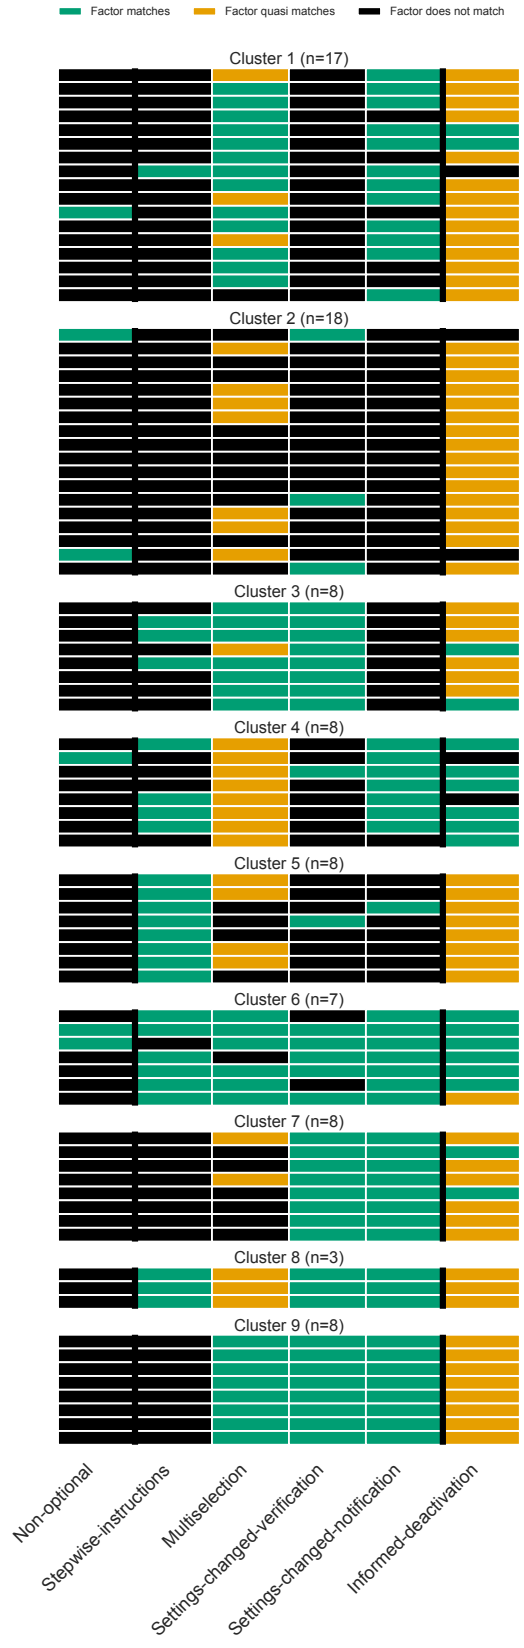 Factor matches Factor quasi matches Factor does not match
Cluster 1 (n=17)
Cluster 2 (n=18)
Cluster 3 (n=8)
Cluster 4 (n=8)
Cluster 5 (n=8)
Cluster 6 (n=7)
Cluster 7 (n=8)
Cluster 8 (n=3)
Cluster 9 (n=8)
Non-optional
Stepwise-instructions
Multiselection
Settings-changed-verification
Settings-changed-notification
Informed-deactivation